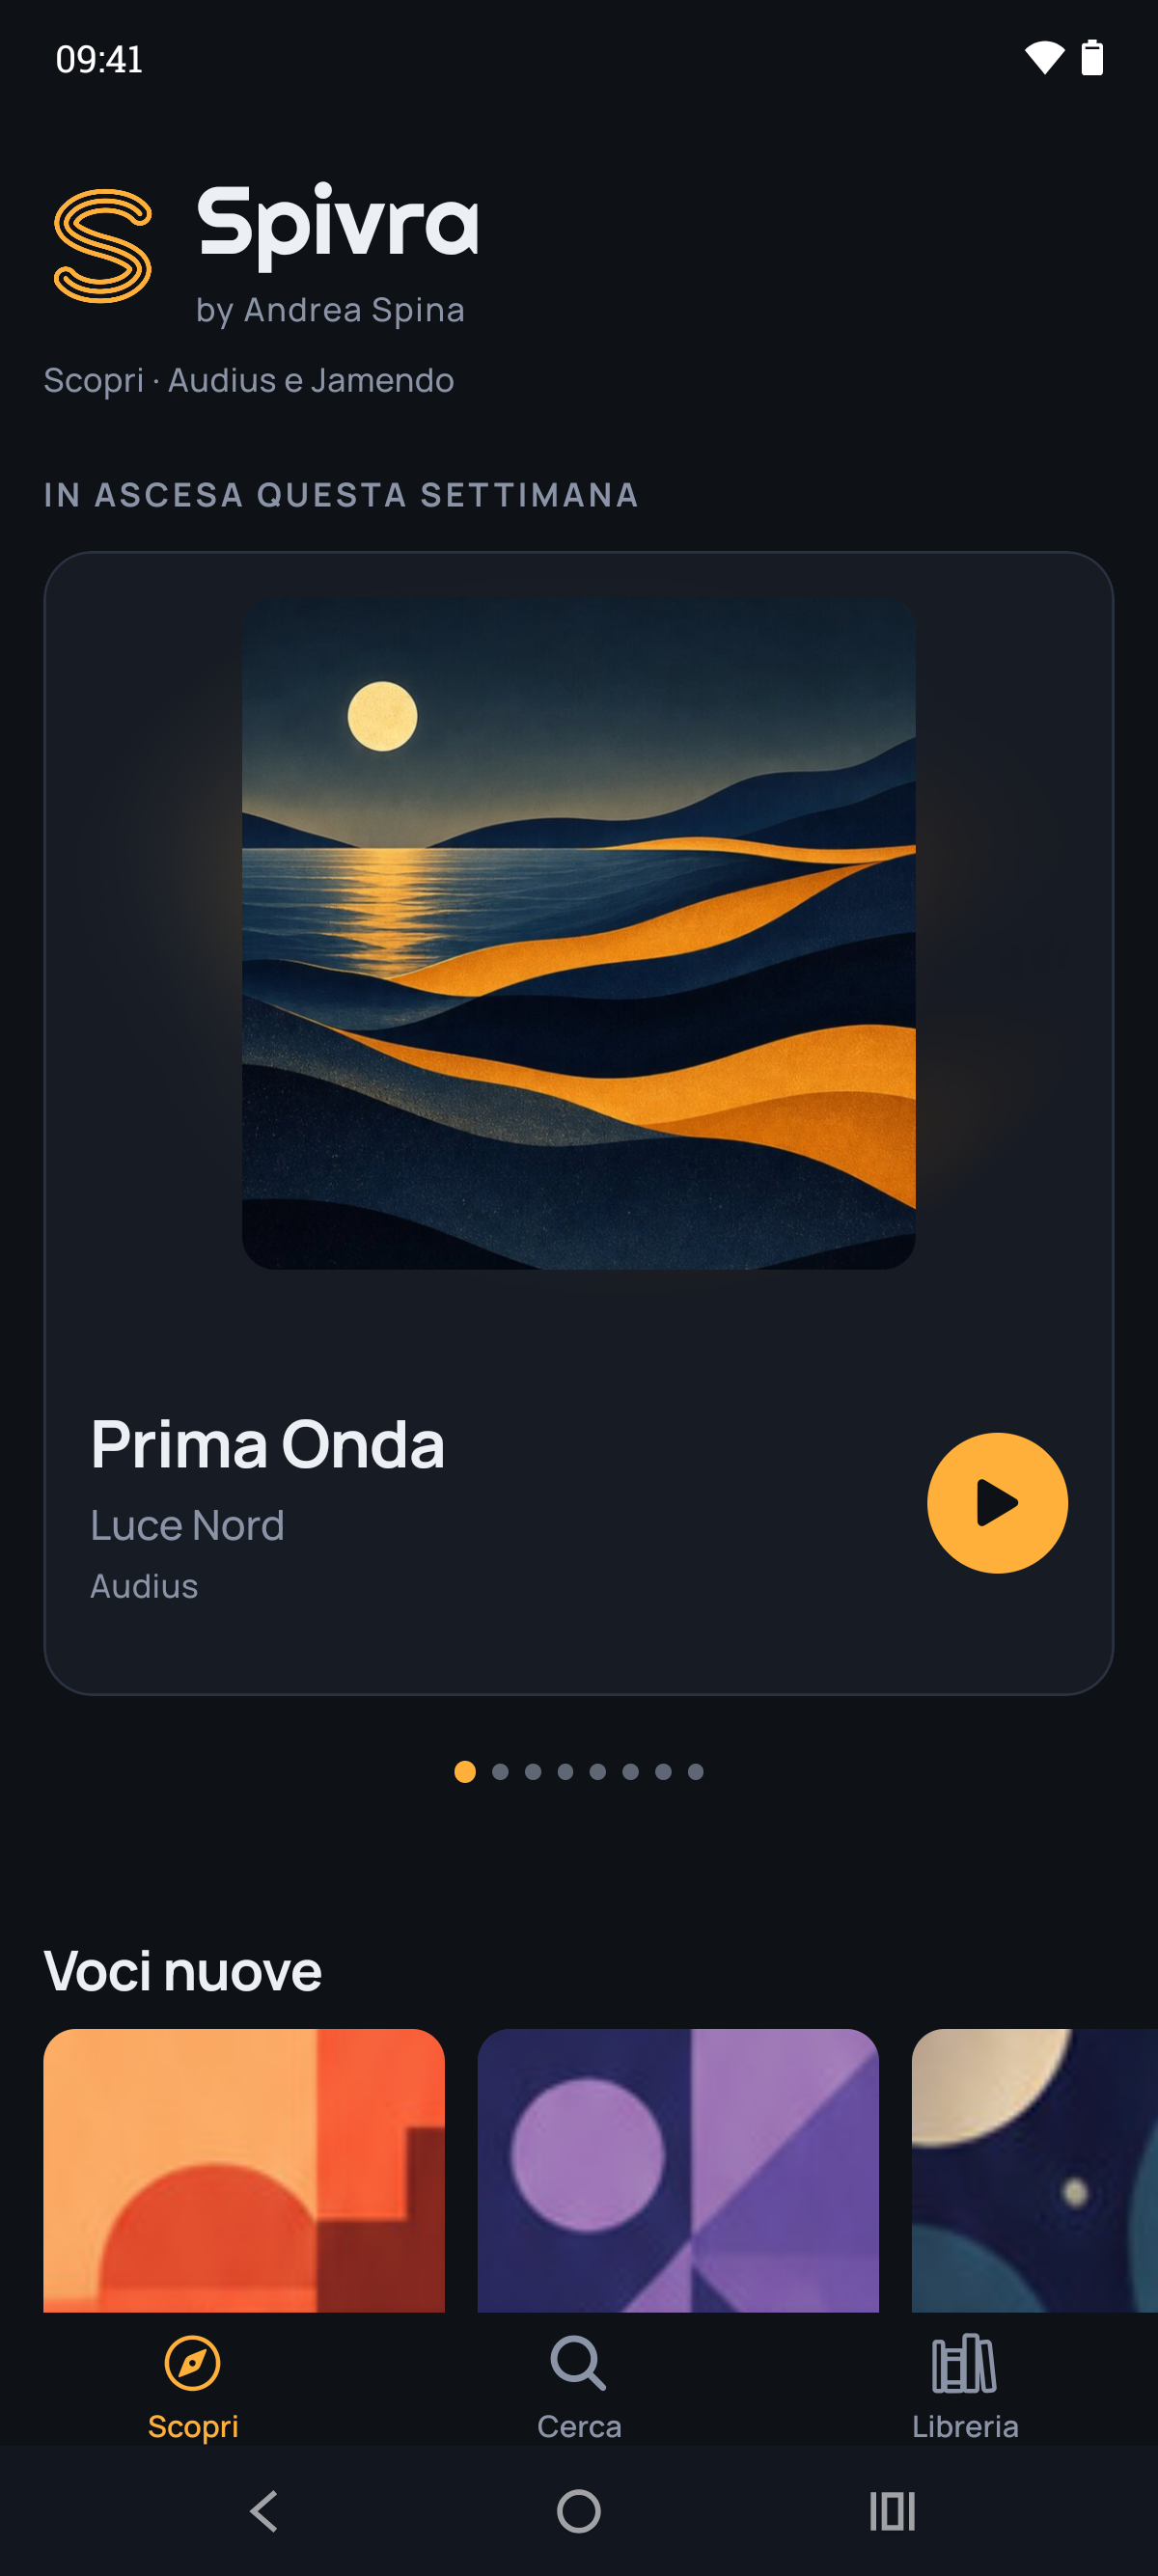 09:41
Spivra
by Andrea Spina
Scopri · Audius e Jamendo
IN ASCESA QUESTA SETTIMANA
Prima Onda
Luce Nord
Audius
Voci nuove
Scopri
Cerca
Libreria